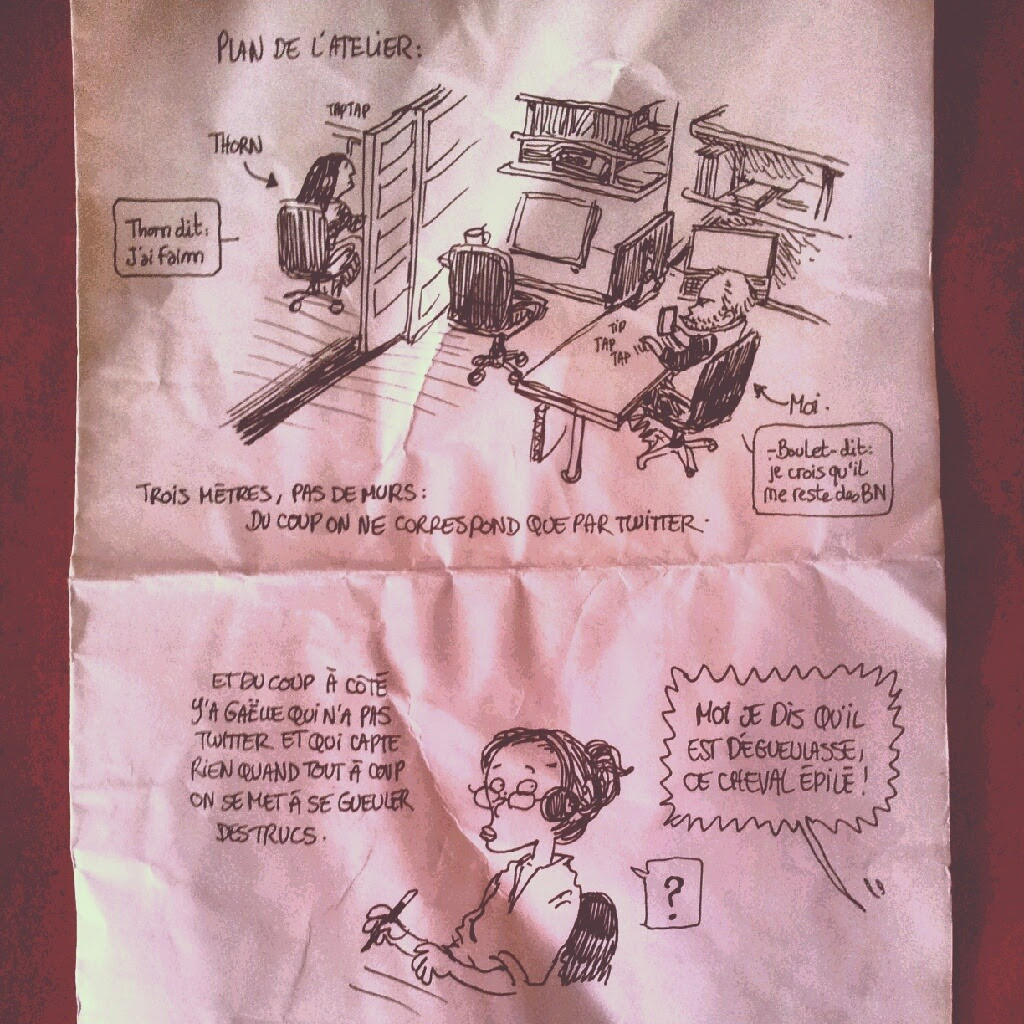 PLAN DE L'ATELIER:
TAPTAP
THORN
Thorn dit:
J'ai faim
TIP
TAP
TAP
Moi.
-Boulet-dit:
je crois qu'il
me reste des BN
TROIS MÈTRES, PAS DE MURS:
DU COUP ON NE CORRESPOND QUE PAR TWITTER.
ET DU COUP À CÔTÉ
Y'A GAËLLE QUI N'A PAS
TWITTER ET QUI CAPTE
RIEN QUAND TOUT À COUP
ON SE MET À SE GUEULER
DES TRUCS.
MOI JE DIS QU'IL
EST DÉGUEULASSE,
CE CHEVAL ÉPILÉ!
?